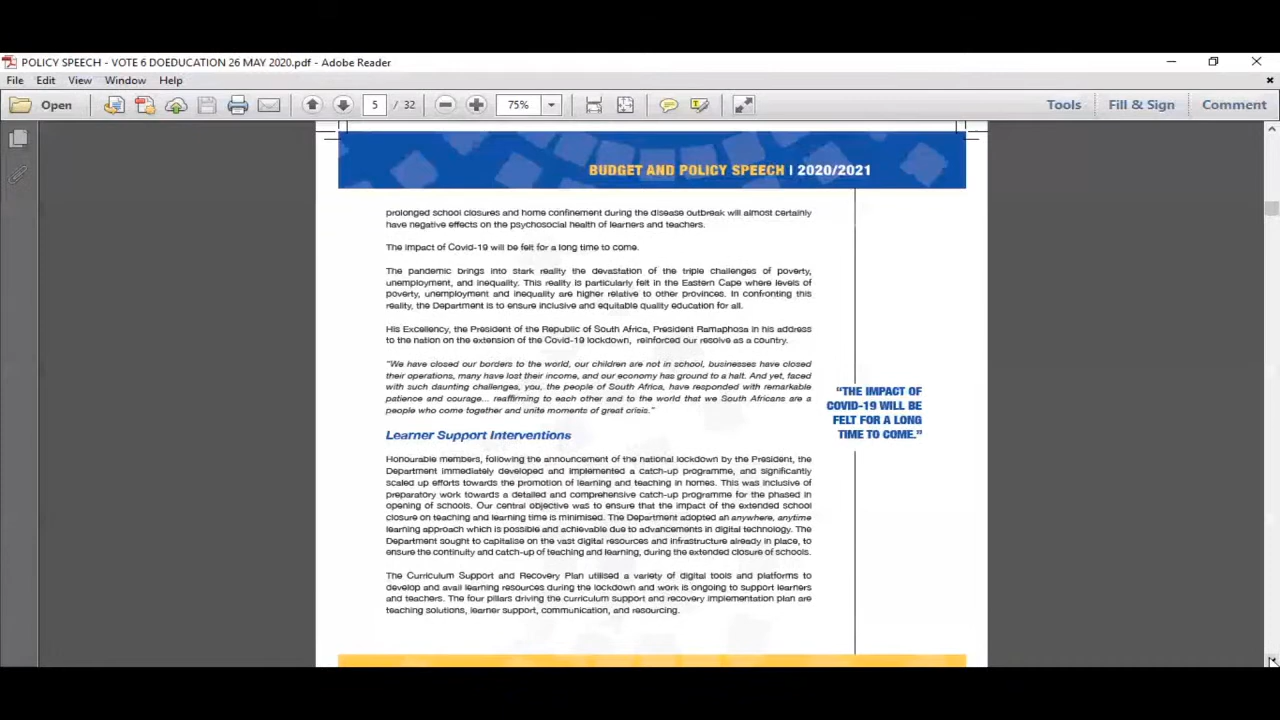 POLICY SPEECH - VOTE 6 DOEDUCATION 26 MAY 2020.pdf - Adobe Reader
File Edit View Window Help
Open 5 / 32 75% Tools Fill & Sign Comment
BUDGET AND POLICY SPEECH | 2020/2021
prolonged school closures and home confinement during the disease outbreak will almost certainly
have negative effects on the psychosocial health of learners and teachers.
The impact of Covid-19 will be felt for a long time to come.
The pandemic brings into stark reality the devastation of the triple challenges of poverty,
unemployment, and inequality. This reality is particularly felt in the Eastern Cape where levels of
poverty, unemployment and inequality are higher relative to other provinces. In confronting this
reality, the Department is to ensure inclusive and equitable quality education for all.
His Excellency, the President of the Republic of South Africa, President Ramaphosa in his address
to the nation on the extension of the Covid-19 lockdown, reinforced our resolve as a country.
"We have closed our borders to the world, our children are not in school, businesses have closed
their operations, many have lost their income, and our economy has ground to a halt. And yet, faced
with such daunting challenges, you, the people of South Africa, have responded with remarkable
patience and courage... reaffirming to each other and to the world that we South Africans are a
people who come together and unite moments of great crisis."
"THE IMPACT OF
COVID-19 WILL BE
FELT FOR A LONG
TIME TO COME."
Learner Support Interventions
Honourable members, following the announcement of the national lockdown by the President, the
Department immediately developed and implemented a catch-up programme, and significantly
scaled up efforts towards the promotion of learning and teaching in homes. This was inclusive of
preparatory work towards a detailed and comprehensive catch-up programme for the phased in
opening of schools. Our central objective was to ensure that the impact of the extended school
closure on teaching and learning time is minimised. The Department adopted an anywhere, anytime
learning approach which is possible and achievable due to advancements in digital technology. The
Department sought to capitalise on the vast digital resources and infrastructure already in place, to
ensure the continuity and catch-up of teaching and learning, during the extended closure of schools.
The Curriculum Support and Recovery Plan utilised a variety of digital tools and platforms to
develop and avail learning resources during the lockdown and work is ongoing to support learners
and teachers. The four pillars driving the curriculum support and recovery implementation plan are
teaching solutions, learner support, communication, and resourcing.